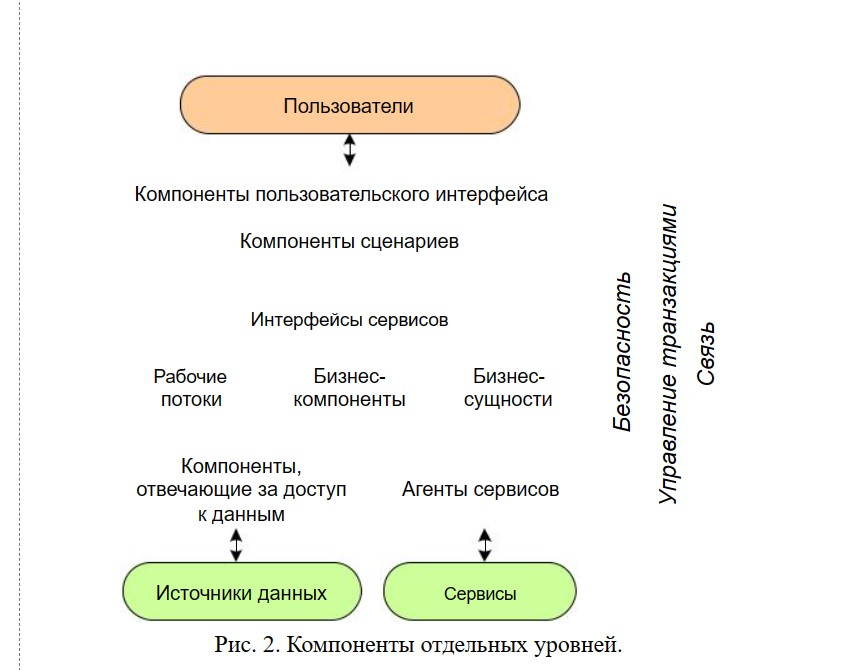 Пользователи
Компоненты пользовательского интерфейса
Компоненты сценариев
Интерфейсы сервисов
Рабочие
потоки
Бизнес-
компоненты
Бизнес-
сущности
Компоненты,
отвечающие за доступ
к данным
Агенты сервисов
Источники данных
Сервисы
Безопасность
Управление транзакциями
Связь
Рис. 2. Компоненты отдельных уровней.